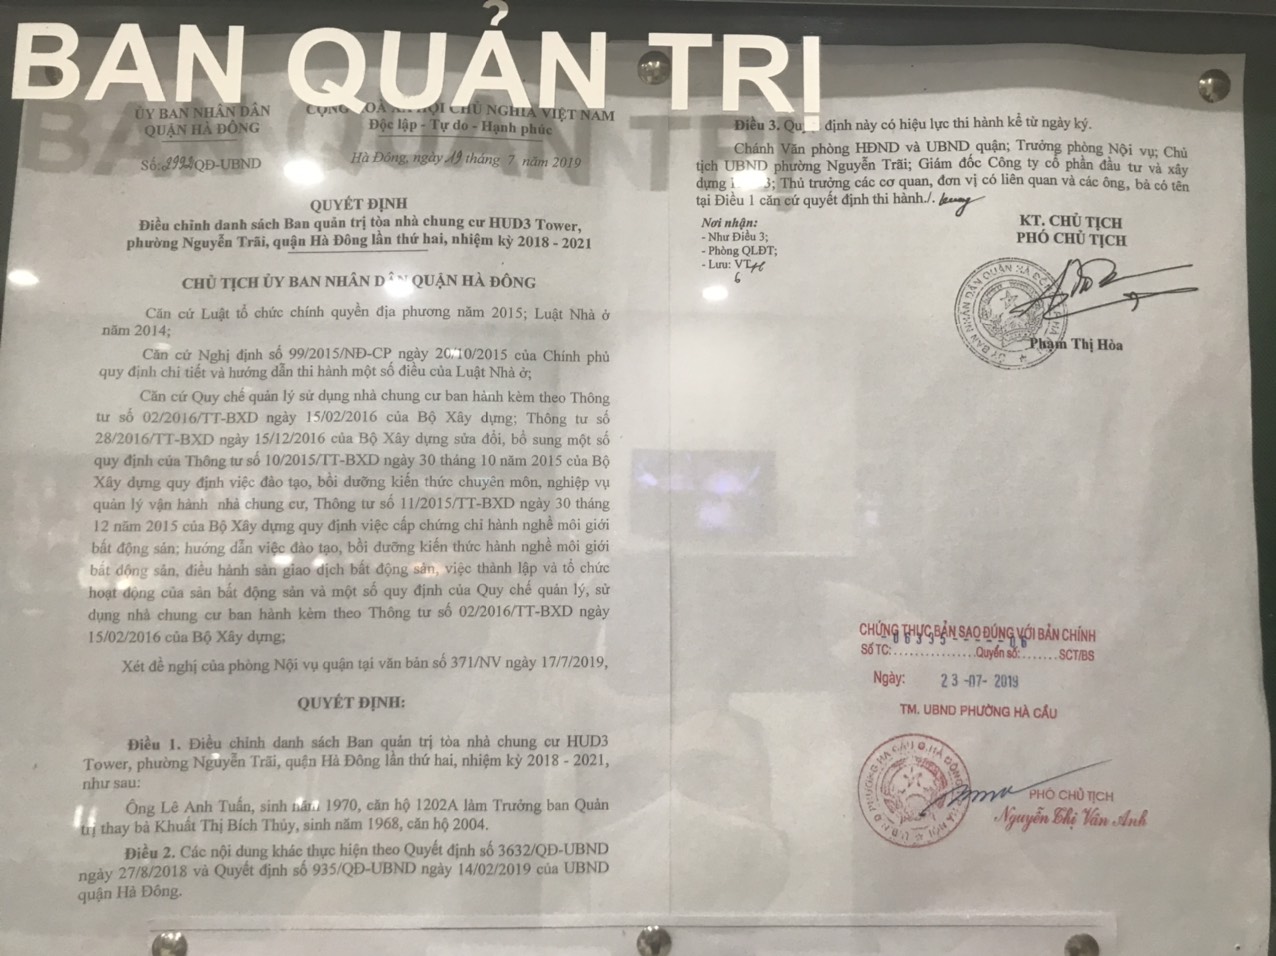 BAN QUẢN TRỊ
ỦY BAN NHÂN DÂN
QUẬN HÀ ĐÔNG
Số: 2992QĐ-UBND
CỘNG HOÀ XÃ HỘI CHỦ NGHĨA VIỆT NAM
Độc lập - Tự do - Hạnh phúc
Hà Đông, ngày 19 tháng 7 năm 2019
QUYẾT ĐỊNH
Điều chỉnh danh sách Ban quản trị tòa nhà chung cư HUD3 Tower,
phường Nguyễn Trãi, quận Hà Đông lần thứ hai, nhiệm kỳ 2018 - 2021
CHỦ TỊCH ỦY BAN NHÂN DÂN QUẬN HÀ ĐÔNG
Căn cứ Luật tổ chức chính quyền địa phương năm 2015; Luật Nhà ở
năm 2014;
Căn cứ Nghị định số 99/2015/NĐ-CP ngày 20/10/2015 của Chính phủ
quy định chi tiết và hướng dẫn thi hành một số điều của Luật Nhà ở;
Căn cứ Quy chế quản lý sử dụng nhà chung cư ban hành kèm theo Thông
tư số 02/2016/TT-BXD ngày 15/02/2016 của Bộ Xây dựng; Thông tư số
28/2016/TT-BXD ngày 15/12/2016 của Bộ Xây dựng sửa đổi, bổ sung một số
quy định của Thông tư số 10/2015/TT-BXD ngày 30 tháng 10 năm 2015 của Bộ
Xây dựng quy định việc đào tạo, bồi dưỡng kiến thức chuyên môn, nghiệp vụ
quản lý vận hành nhà chung cư, Thông tư số 11/2015/TT-BXD ngày 30 tháng
12 năm 2015 của Bộ Xây dựng quy định việc cấp chứng chỉ hành nghề môi giới
bất động sản; hướng dẫn việc đào tạo, bồi dưỡng kiến thức hành nghề môi giới
bất động sản, điều hành sàn giao dịch bất động sản, việc thành lập và tổ chức
hoạt động của sàn bất động sản và một số quy định của Quy chế quản lý, sử
dụng nhà chung cư ban hành kèm theo Thông tư số 02/2016/TT-BXD ngày
15/02/2016 của Bộ Xây dựng;
Xét đề nghị của phòng Nội vụ quận tại văn bản số 371/NV ngày 17/7/2019,
QUYẾT ĐỊNH:
Điều 1. Điều chỉnh danh sách Ban quản trị tòa nhà chung cư HUD3
Tower, phường Nguyễn Trãi, quận Hà Đông lần thứ hai, nhiệm kỳ 2018 - 2021,
như sau:
Ông Lê Anh Tuấn, sinh năm 1970, căn hộ 1202A làm Trưởng ban Quản
trị thay bà Khuất Thị Bích Thủy, sinh năm 1968, căn hộ 2004.
Điều 2. Các nội dung khác thực hiện theo Quyết định số 3632/QĐ-UBND
ngày 27/8/2018 và Quyết định số 935/QĐ-UBND ngày 14/02/2019 của UBND
quận Hà Đông.
Điều 3. Quyết định này có hiệu lực thi hành kể từ ngày ký.
Chánh Văn phòng HĐND và UBND quận; Trưởng phòng Nội vụ; Chủ
tịch UBND phường Nguyễn Trãi; Giám đốc Công ty cổ phần đầu tư và xây
dựng HUD3; Thủ trưởng các cơ quan, đơn vị có liên quan và các ông, bà có tên
tại Điều 1 căn cứ quyết định thi hành./.
Nơi nhận:
- Như Điều 3;
- Phòng QLĐT;
- Lưu: VT
6
KT. CHỦ TỊCH
PHÓ CHỦ TỊCH
Phạm Thị Hòa
CHỨNG THỰC BẢN SAO ĐÚNG VỚI BẢN CHÍNH
Số TC:..............Quyển số:.......SCT/BS
Ngày: 23-07-2019
TM. UBND PHƯỜNG HÀ CẦU
PHÓ CHỦ TỊCH
Nguyễn Thị Vân Anh